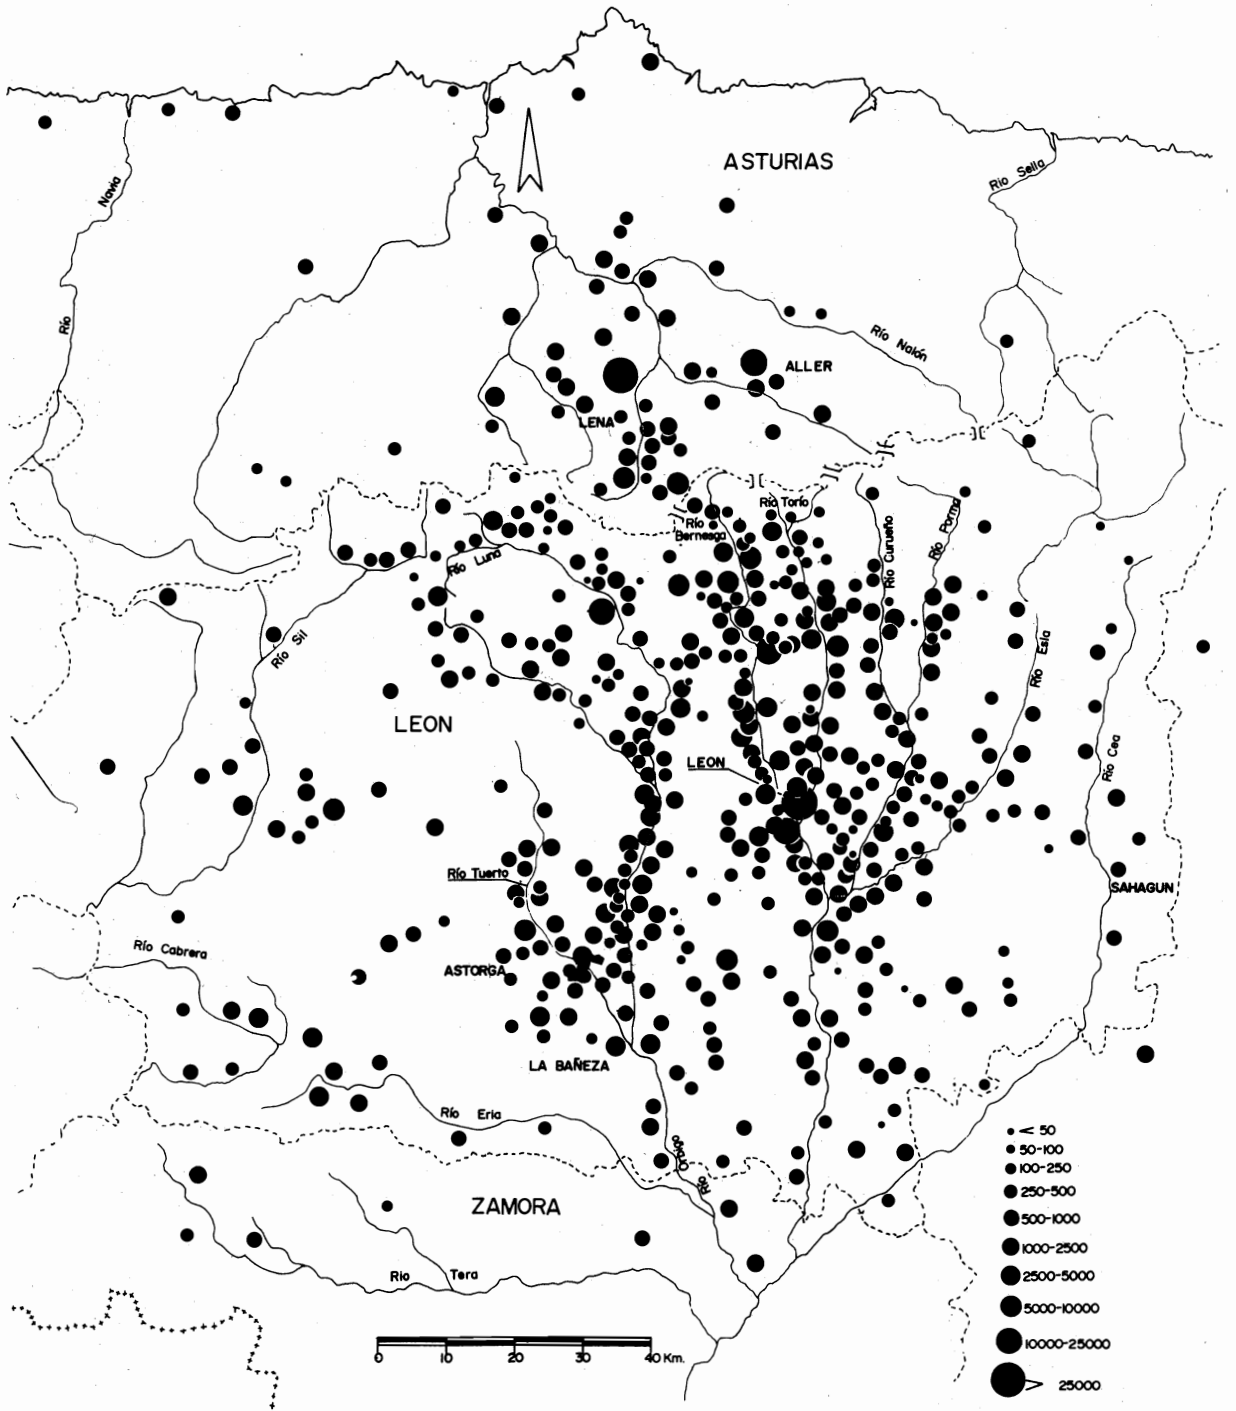 ASTURIAS
Navia
Río
Río Sella
Río Nalón
ALLER
LENA
Río Torío
Río
Bernesga
Río Curueño
Río Porma
Río Luna
Río Sil
Río Esla
Río Cea
LEON
LEON
Río Tuerto
SAHAGUN
Río Cabrera
ASTORGA
LA BAÑEZA
Río Eria
Río
Orbigo
ZAMORA
Río Tera
0 10 20 30 40 Km.
< 50
50-100
100-250
250-500
500-1000
1000-2500
2500-5000
5000-10000
10000-25000
> 25000